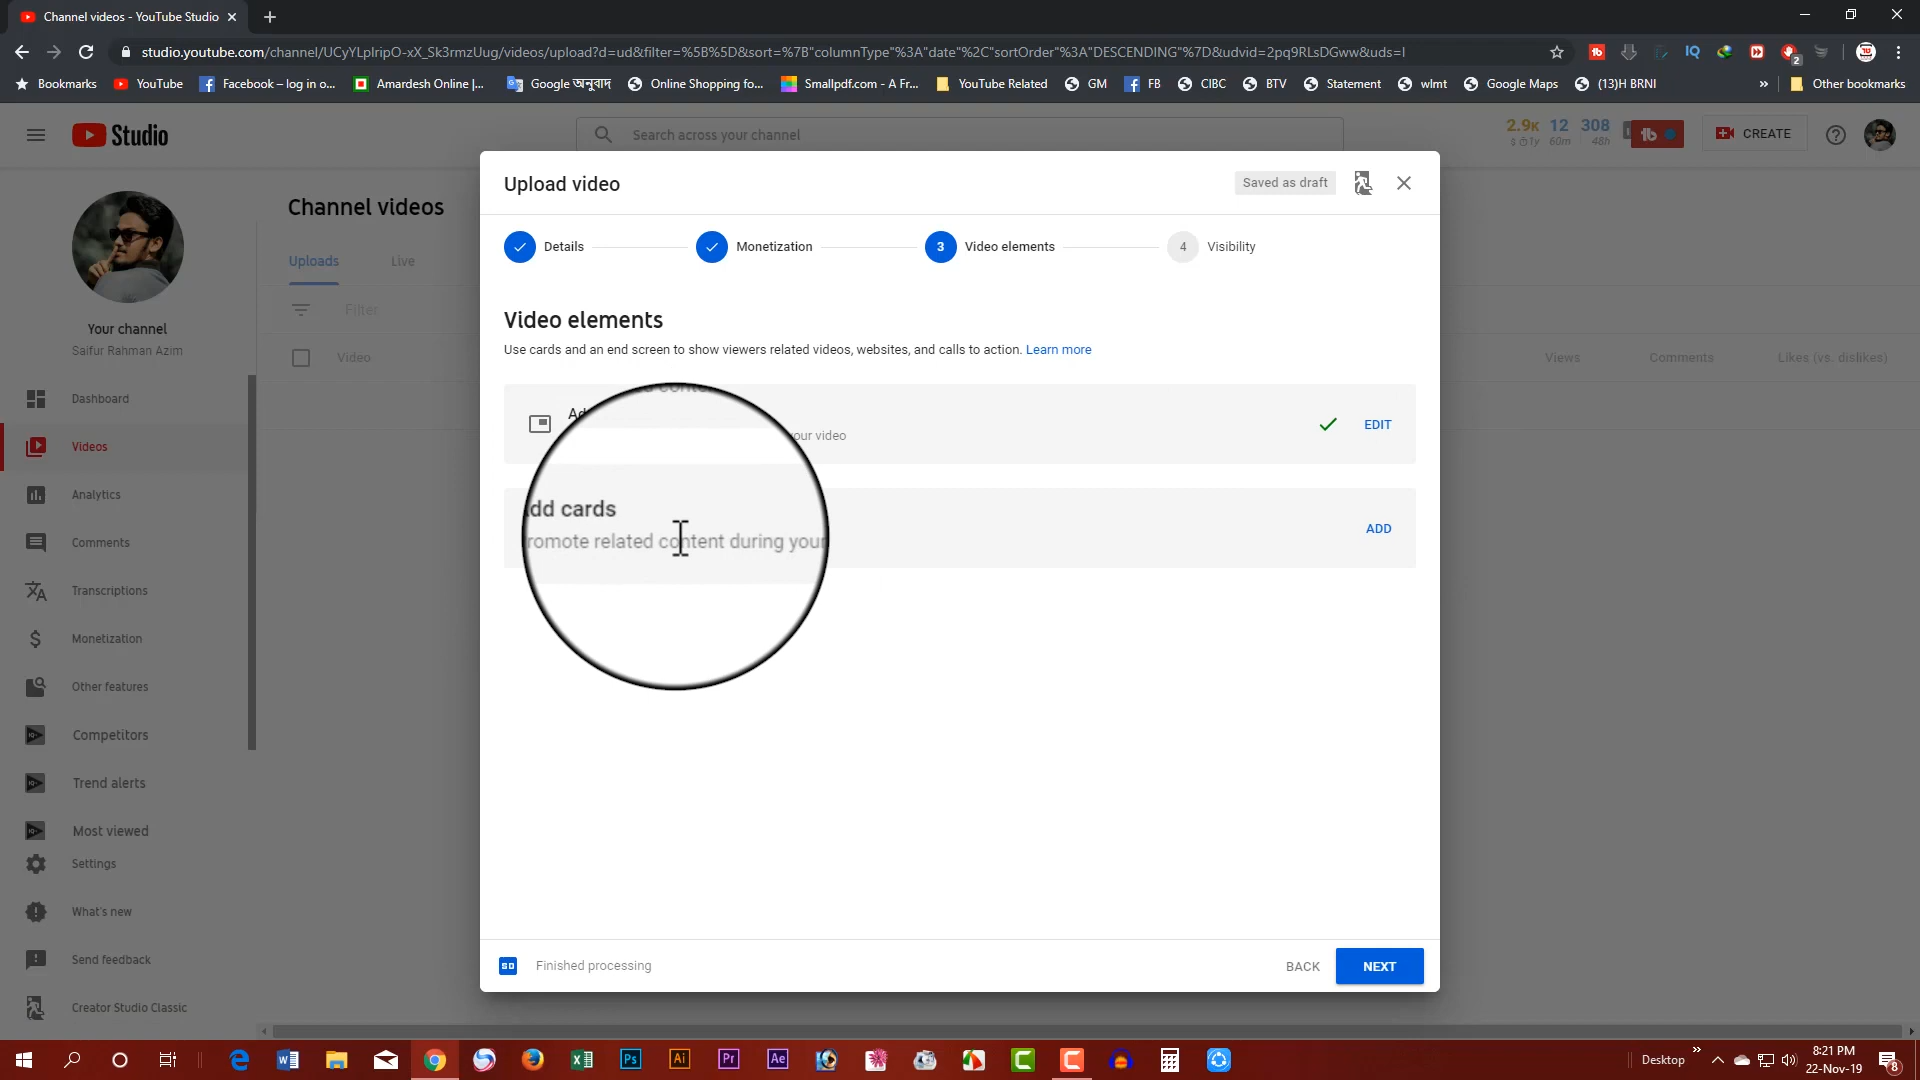 Channel videos - YouTube Studio
studio.youtube.com/channel/UCyYLplripO-xX_Sk3rmzUug/videos/upload?d=ud&filter=%5B%5D&sort=%7B"columnType"%3A"date"%2C"sortOrder"%3A"DESCENDING"%7D&udvid=2pq9RLsDGww&uds=l
Bookmarks YouTube Facebook – log in o... Amardesh Online |... Google অনুবাদ Online Shopping fo... Smallpdf.com - A Fr... YouTube Related GM FB CIBC BTV Statement wlmt Google Maps (13)H BRNI » Other bookmarks
Studio
Search across your channel
2.9K 12 308
1y 60m 48h
CREATE
Upload video
Saved as draft
Details
Monetization
3 Video elements
4 Visibility
Video elements
Use cards and an end screen to show viewers related videos, websites, and calls to action. Learn more
your video
EDIT
dd cards
romote related content during your
ADD
Finished processing
BACK
NEXT
Channel videos
Uploads
Live
Filter
Video
Views
Comments
Likes (vs. dislikes)
Your channel
Saifur Rahman Azim
Dashboard
Videos
Analytics
Comments
Transcriptions
Monetization
Other features
Competitors
Trend alerts
Most viewed
Settings
What's new
Send feedback
Creator Studio Classic
Desktop
8:21 PM
22-Nov-19
8